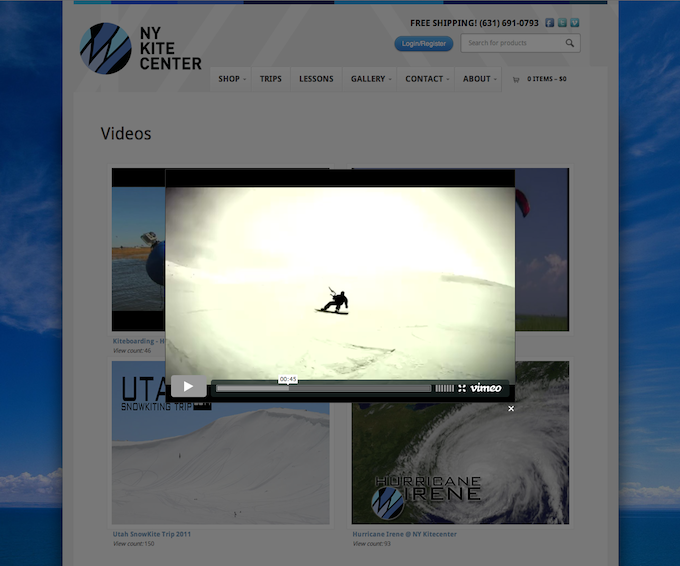 FREE SHIPPING! (631) 691-0793
NY
KITE
CENTER
Login/Register
Search for products
SHOP
TRIPS
LESSONS
GALLERY
CONTACT
ABOUT
0 ITEMS – $0
Videos
Kiteboarding - H
View count:46
00:45
vimeo
UTA
SNOWKITING TRIP
HURRICANE
IRENE
Utah SnowKite Trip 2011
View count:150
Hurricane Irene @ NY Kitecenter
View count:93